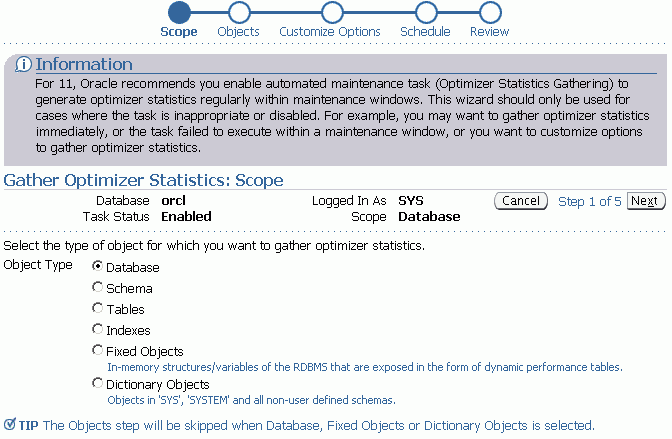 Scope Objects Customize Options Schedule Review
Information
For 11, Oracle recommends you enable automated maintenance task (Optimizer Statistics Gathering) to
generate optimizer statistics regularly within maintenance windows. This wizard should only be used for
cases where the task is inappropriate or disabled. For example, you may want to gather optimizer statistics
immediately, or the task failed to execute within a maintenance window, or you want to customize options
to gather optimizer statistics.
Gather Optimizer Statistics: Scope
Database orcl Logged In As SYS Cancel Step 1 of 5 Next
Task Status Enabled Scope Database
Select the type of object for which you want to gather optimizer statistics.
Object Type Database
Schema
Tables
Indexes
Fixed Objects
In-memory structures/variables of the RDBMS that are exposed in the form of dynamic performance tables.
Dictionary Objects
Objects in 'SYS', 'SYSTEM' and all non-user defined schemas.
TIP The Objects step will be skipped when Database, Fixed Objects or Dictionary Objects is selected.